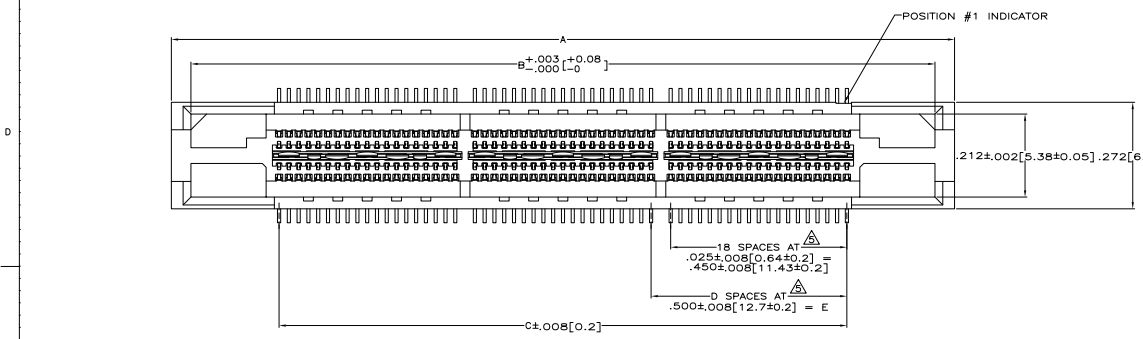 POSITION #1 INDICATOR
A
B +.003 -.000 [ +0.08 -0 ]
D
.212±.002[5.38±0.05]
.272[6
18 SPACES AT 5
.025±.008[0.64±0.2] =
.450±.008[11.43±0.2]
D SPACES AT 5
.500±.008[12.7±0.2] = E
C±.008[0.2]